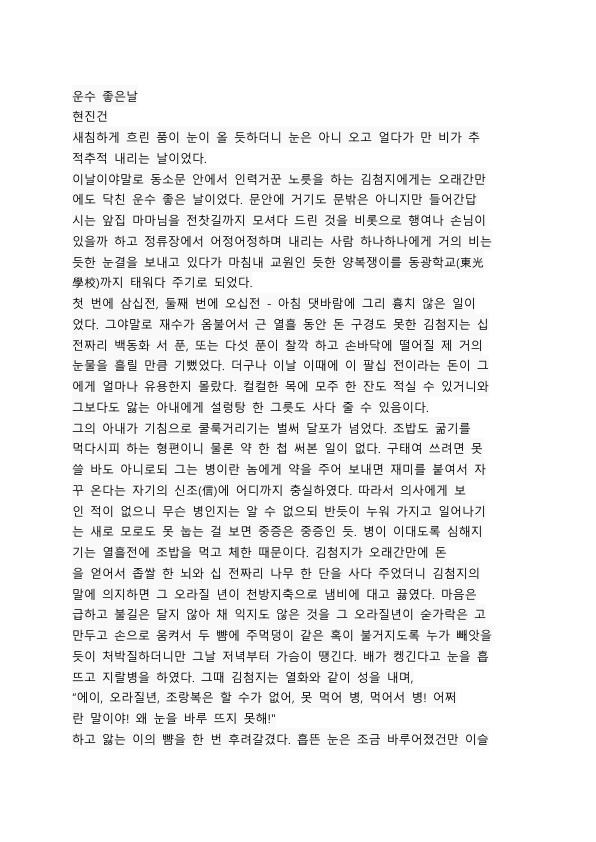 운수 좋은날
현진건
새침하게 흐린 품이 눈이 올 듯하더니 눈은 아니 오고 얼다가 만 비가 추
적추적 내리는 날이었다.
이날이야말로 동소문 안에서 인력거꾼 노릇을 하는 김첨지에게는 오래간만
에도 닥친 운수 좋은 날이었다. 문안에 거기도 문밖은 아니지만 들어간답
시는 앞집 마마님을 전찻길까지 모셔다 드린 것을 비롯으로 행여나 손님이
있을까 하고 정류장에서 어정어정하며 내리는 사람 하나하나에게 거의 비는
듯한 눈결을 보내고 있다가 마침내 교원인 듯한 양복쟁이를 동광학교(東光
學校)까지 태워다 주기로 되었다.
첫 번에 삼십전, 둘째 번에 오십전 - 아침 댓바람에 그리 흉치 않은 일이
었다. 그야말로 재수가 옴붙어서 근 열흘 동안 돈 구경도 못한 김첨지는 십
전짜리 백동화 서 푼, 또는 다섯 푼이 찰깍 하고 손바닥에 떨어질 제 거의
눈물을 흘릴 만큼 기뻤었다. 더구나 이날 이때에 이 팔십 전이라는 돈이 그
에게 얼마나 유용한지 몰랐다. 컬컬한 목에 모주 한 잔도 적실 수 있거니와
그보다도 앓는 아내에게 설렁탕 한 그릇도 사다 줄 수 있음이다.
그의 아내가 기침으로 쿨룩거리기는 벌써 달포가 넘었다. 조밥도 굶기를
먹다시피 하는 형편이니 물론 약 한 첩 써본 일이 없다. 구태여 쓰려면 못
쓸 바도 아니로되 그는 병이란 놈에게 약을 주어 보내면 재미를 붙여서 자
꾸 온다는 자기의 신조(信)에 어디까지 충실하였다. 따라서 의사에게 보
인 적이 없으니 무슨 병인지는 알 수 없으되 반듯이 누워 가지고 일어나기
는 새로 모로도 못 눕는 걸 보면 중증은 중증인 듯. 병이 이대도록 심해지
기는 열흘전에 조밥을 먹고 체한 때문이다. 김첨지가 오래간만에 돈
을 얻어서 좁쌀 한 뇌와 십 전짜리 나무 한 단을 사다 주었더니 김첨지의
말에 의지하면 그 오라질 년이 천방지축으로 냄비에 대고 끓였다. 마음은
급하고 불길은 달지 않아 채 익지도 않은 것을 그 오라질년이 숟가락은 고
만두고 손으로 움켜서 두 뺨에 주먹덩이 같은 혹이 불거지도록 누가 빼앗을
듯이 처박질하더니만 그날 저녁부터 가슴이 땡긴다. 배가 켕긴다고 눈을 흡
뜨고 지랄병을 하였다. 그때 김첨지는 열화와 같이 성을 내며,
"에이, 오라질년, 조랑복은 할 수가 없어, 못 먹어 병, 먹어서 병! 어쩌
란 말이야! 왜 눈을 바루 뜨지 못해!"
하고 앓는 이의 뺨을 한 번 후려갈겼다. 흡뜬 눈은 조금 바루어졌건만 이슬